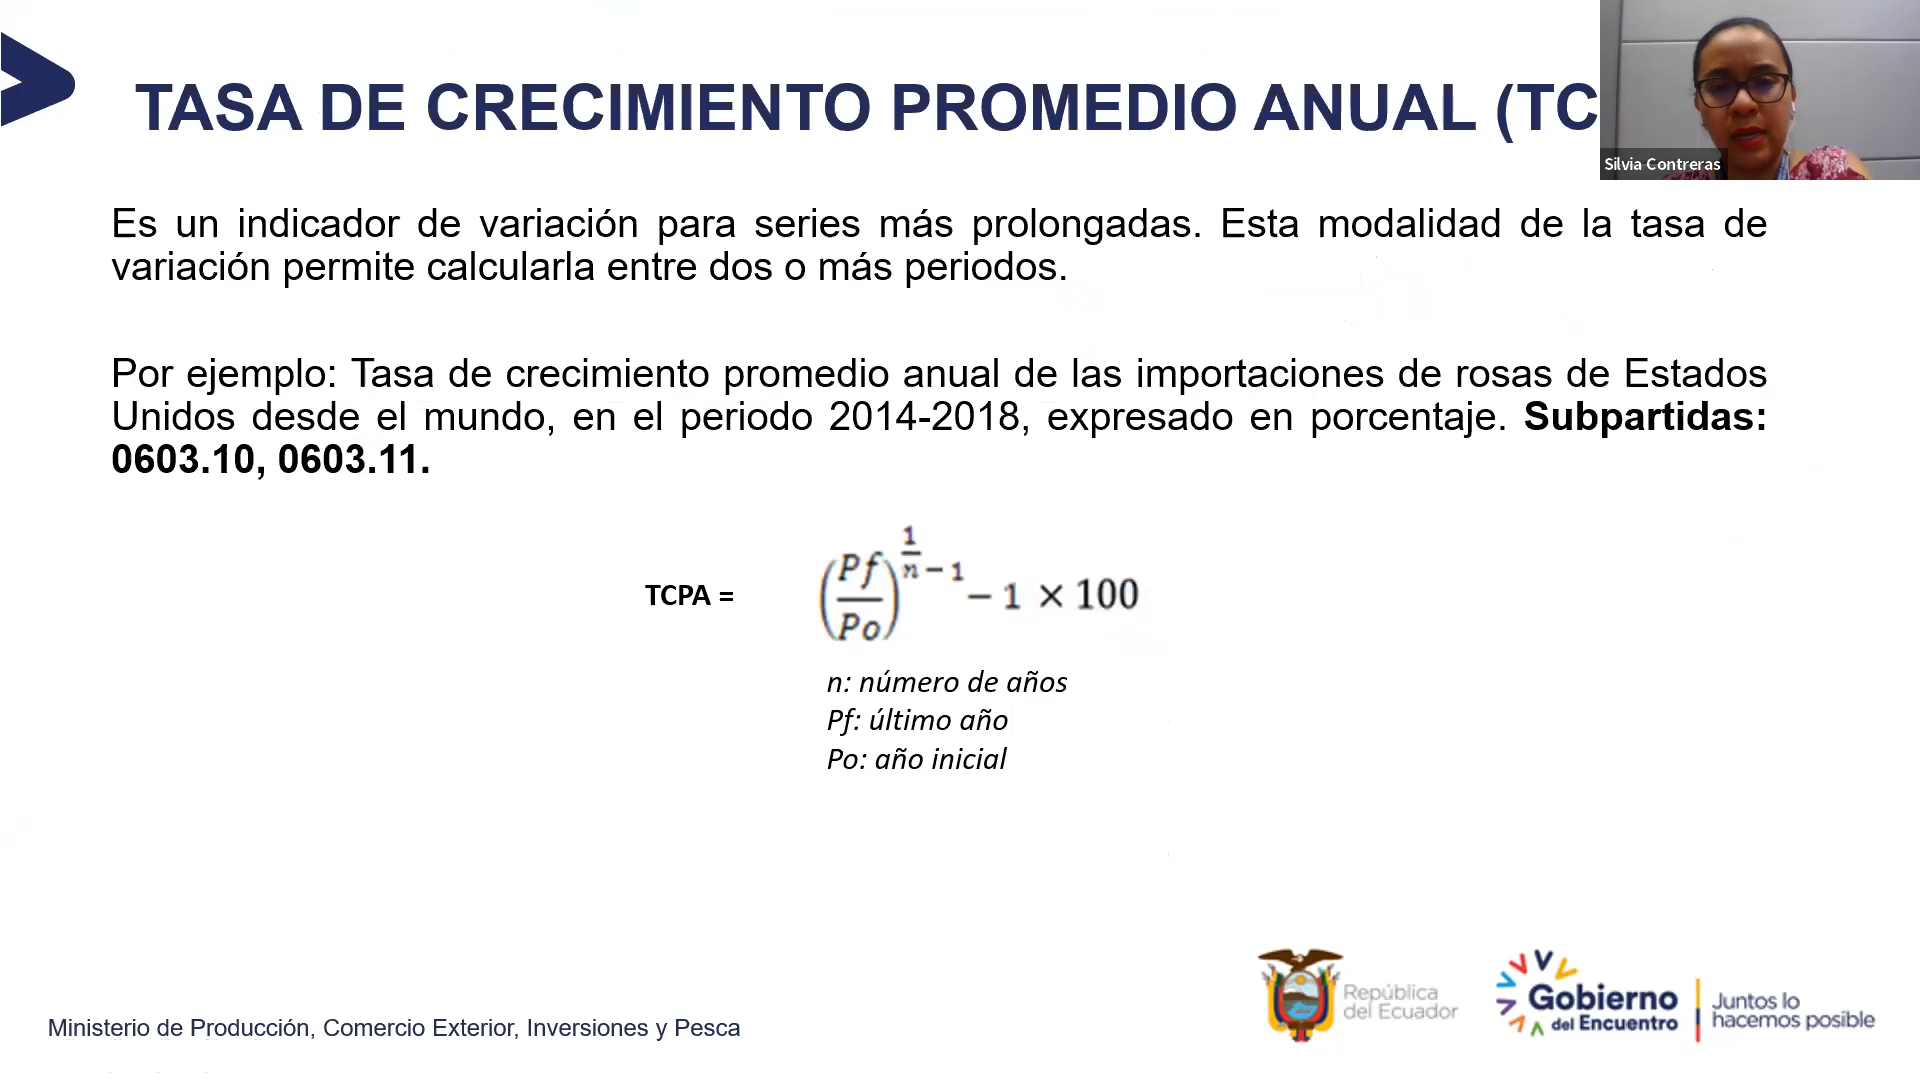 TASA DE CRECIMIENTO PROMEDIO ANUAL (TC
Silvia Contreras
Es un indicador de variación para series más prolongadas. Esta modalidad de la tasa de
variación permite calcularla entre dos o más periodos.
Por ejemplo: Tasa de crecimiento promedio anual de las importaciones de rosas de Estados
Unidos desde el mundo, en el periodo 2014-2018, expresado en porcentaje. Subpartidas:
0603.10, 0603.11.
TCPA = (Pf/Po)^(1/n − 1) − 1 × 100
n: número de años
Pf: último año
Po: año inicial
República
del Ecuador
Gobierno
del Encuentro
Juntos lo
hacemos posible
Ministerio de Producción, Comercio Exterior, Inversiones y Pesca